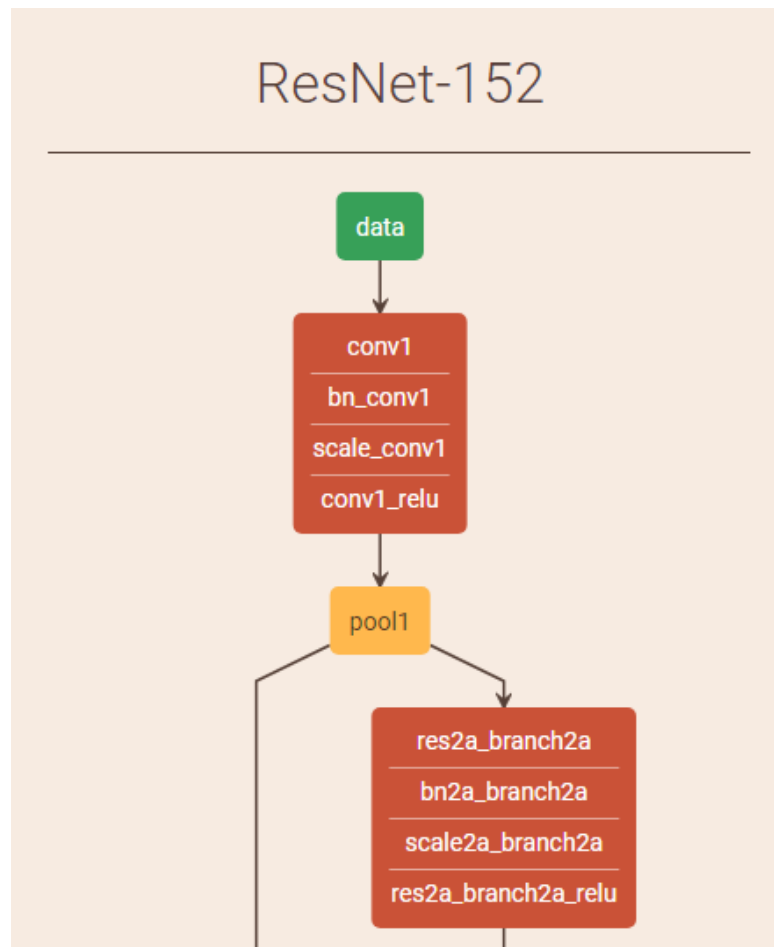 ResNet-152
data
conv1
bn_conv1
scale_conv1
conv1_relu
pool1
res2a_branch2a
bn2a_branch2a
scale2a_branch2a
res2a_branch2a_relu